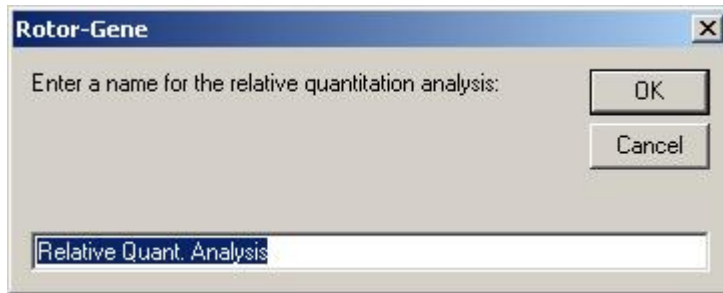 Rotor-Gene
Enter a name for the relative quantitation analysis:
OK
Cancel
Relative Quant. Analysis